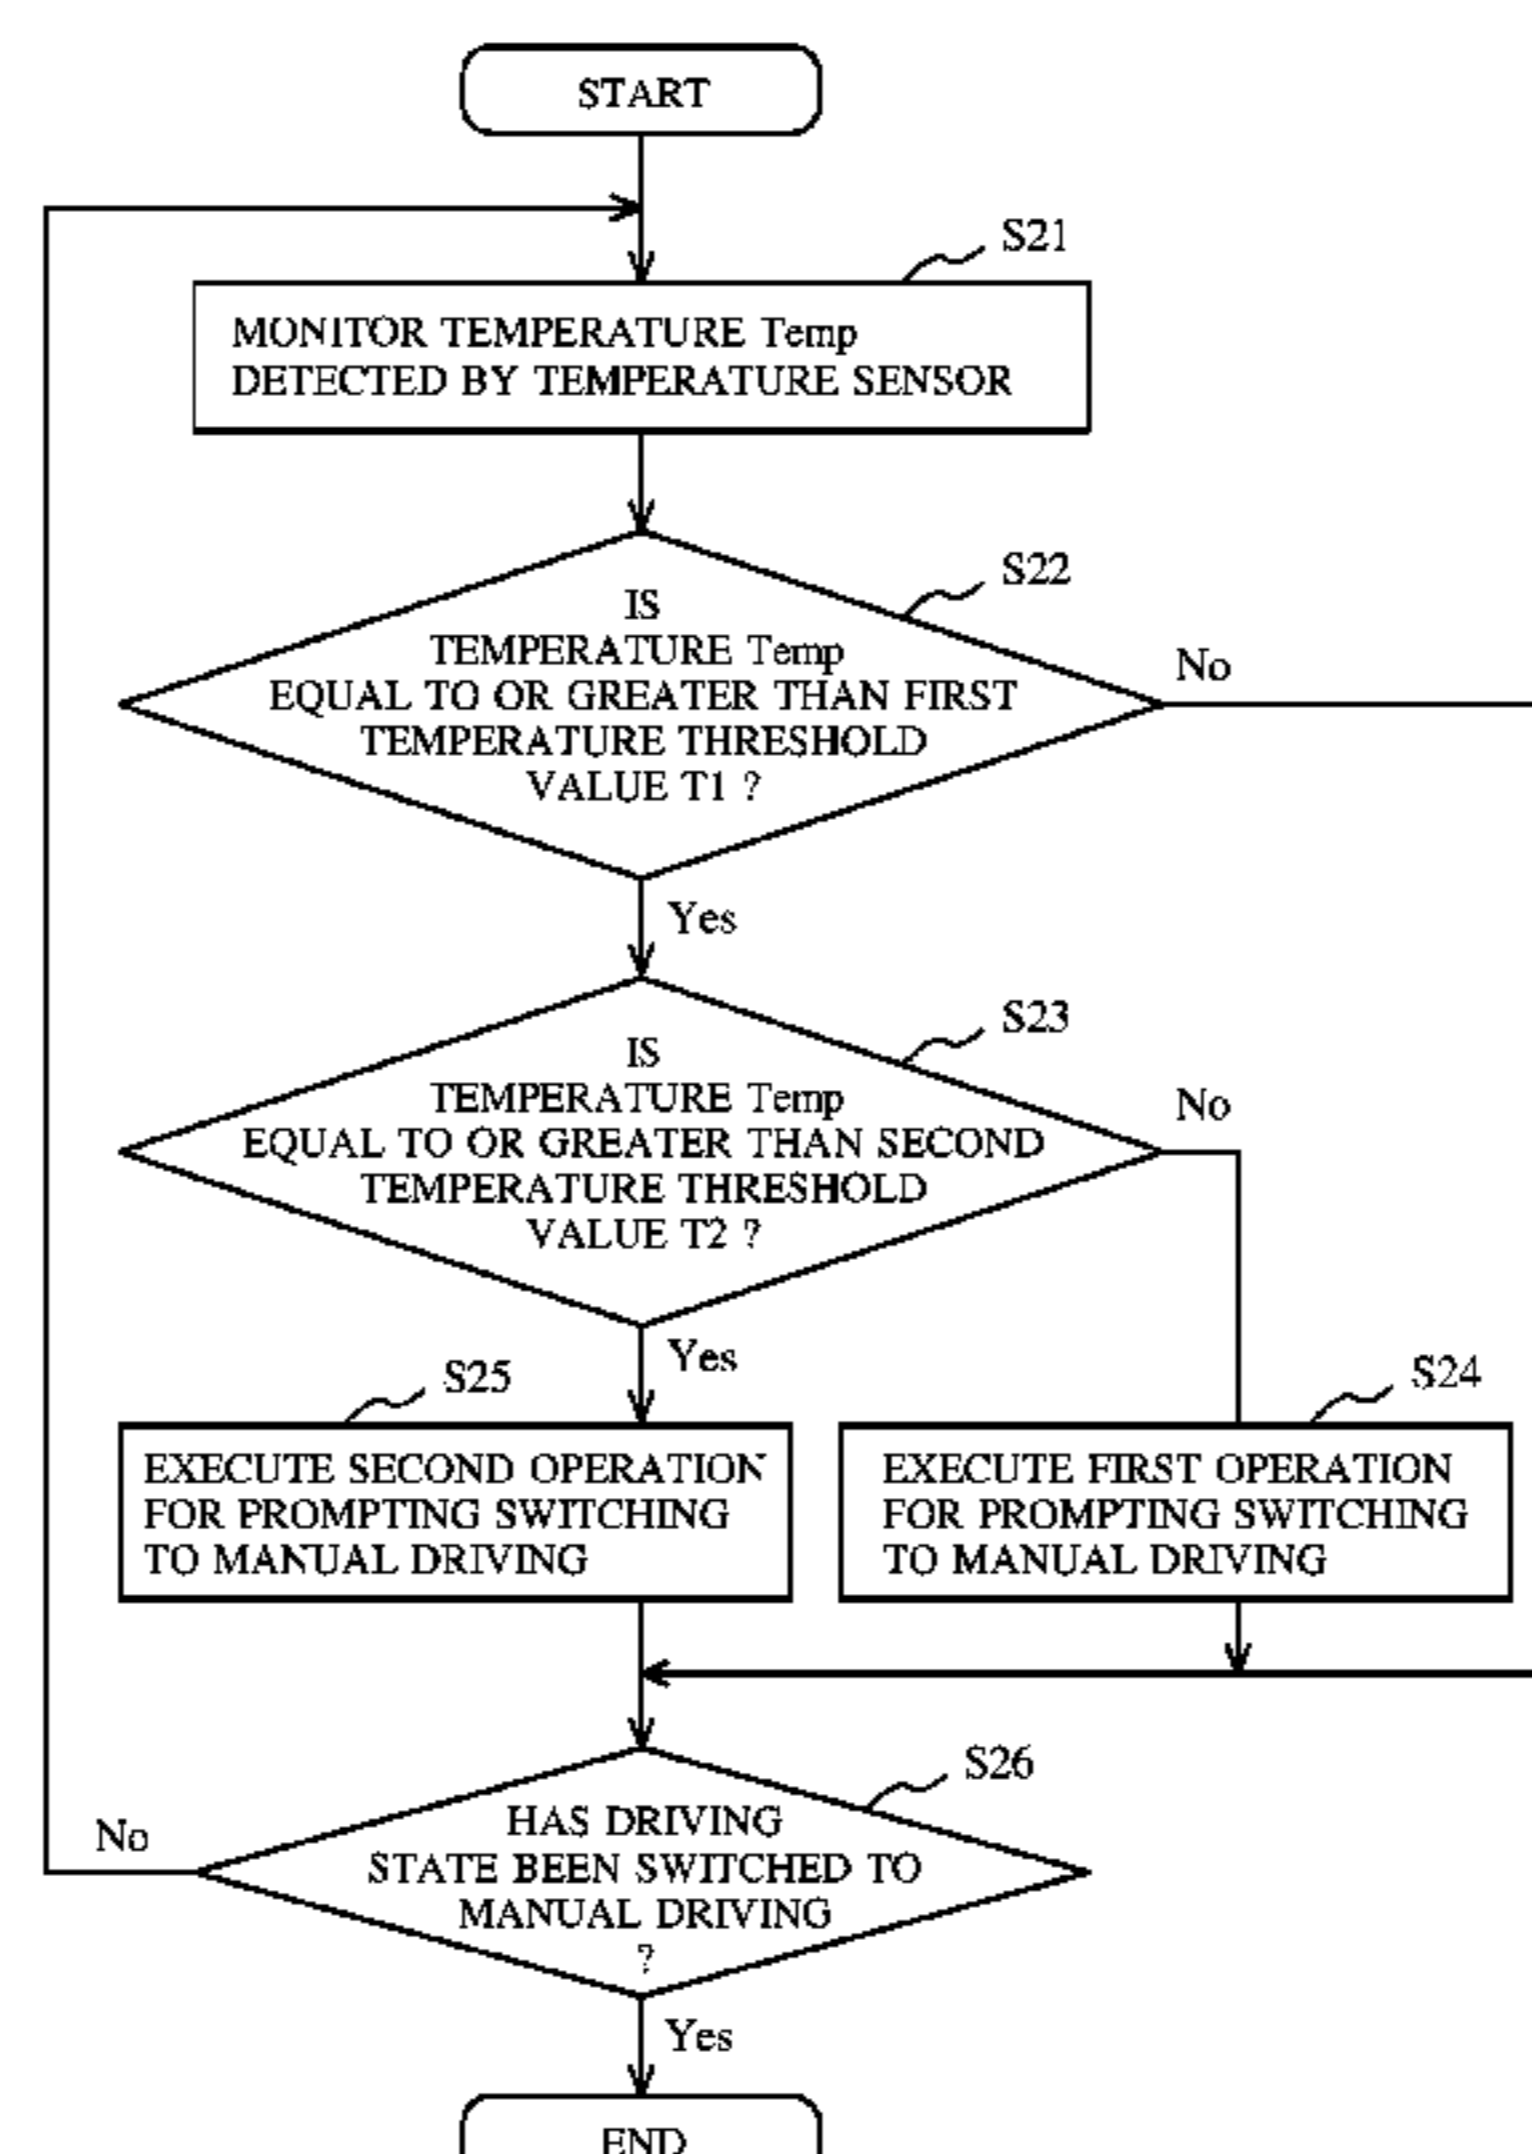 START
S21
MONITOR TEMPERATURE Temp
DETECTED BY TEMPERATURE SENSOR
S22
IS
TEMPERATURE Temp
EQUAL TO OR GREATER THAN FIRST
TEMPERATURE THRESHOLD
VALUE T1 ?
No
Yes
S23
IS
TEMPERATURE Temp
EQUAL TO OR GREATER THAN SECOND
TEMPERATURE THRESHOLD
VALUE T2 ?
No
Yes
S25
EXECUTE SECOND OPERATION
FOR PROMPTING SWITCHING
TO MANUAL DRIVING
S24
EXECUTE FIRST OPERATION
FOR PROMPTING SWITCHING
TO MANUAL DRIVING
S26
HAS DRIVING
STATE BEEN SWITCHED TO
MANUAL DRIVING
?
No
Yes
END